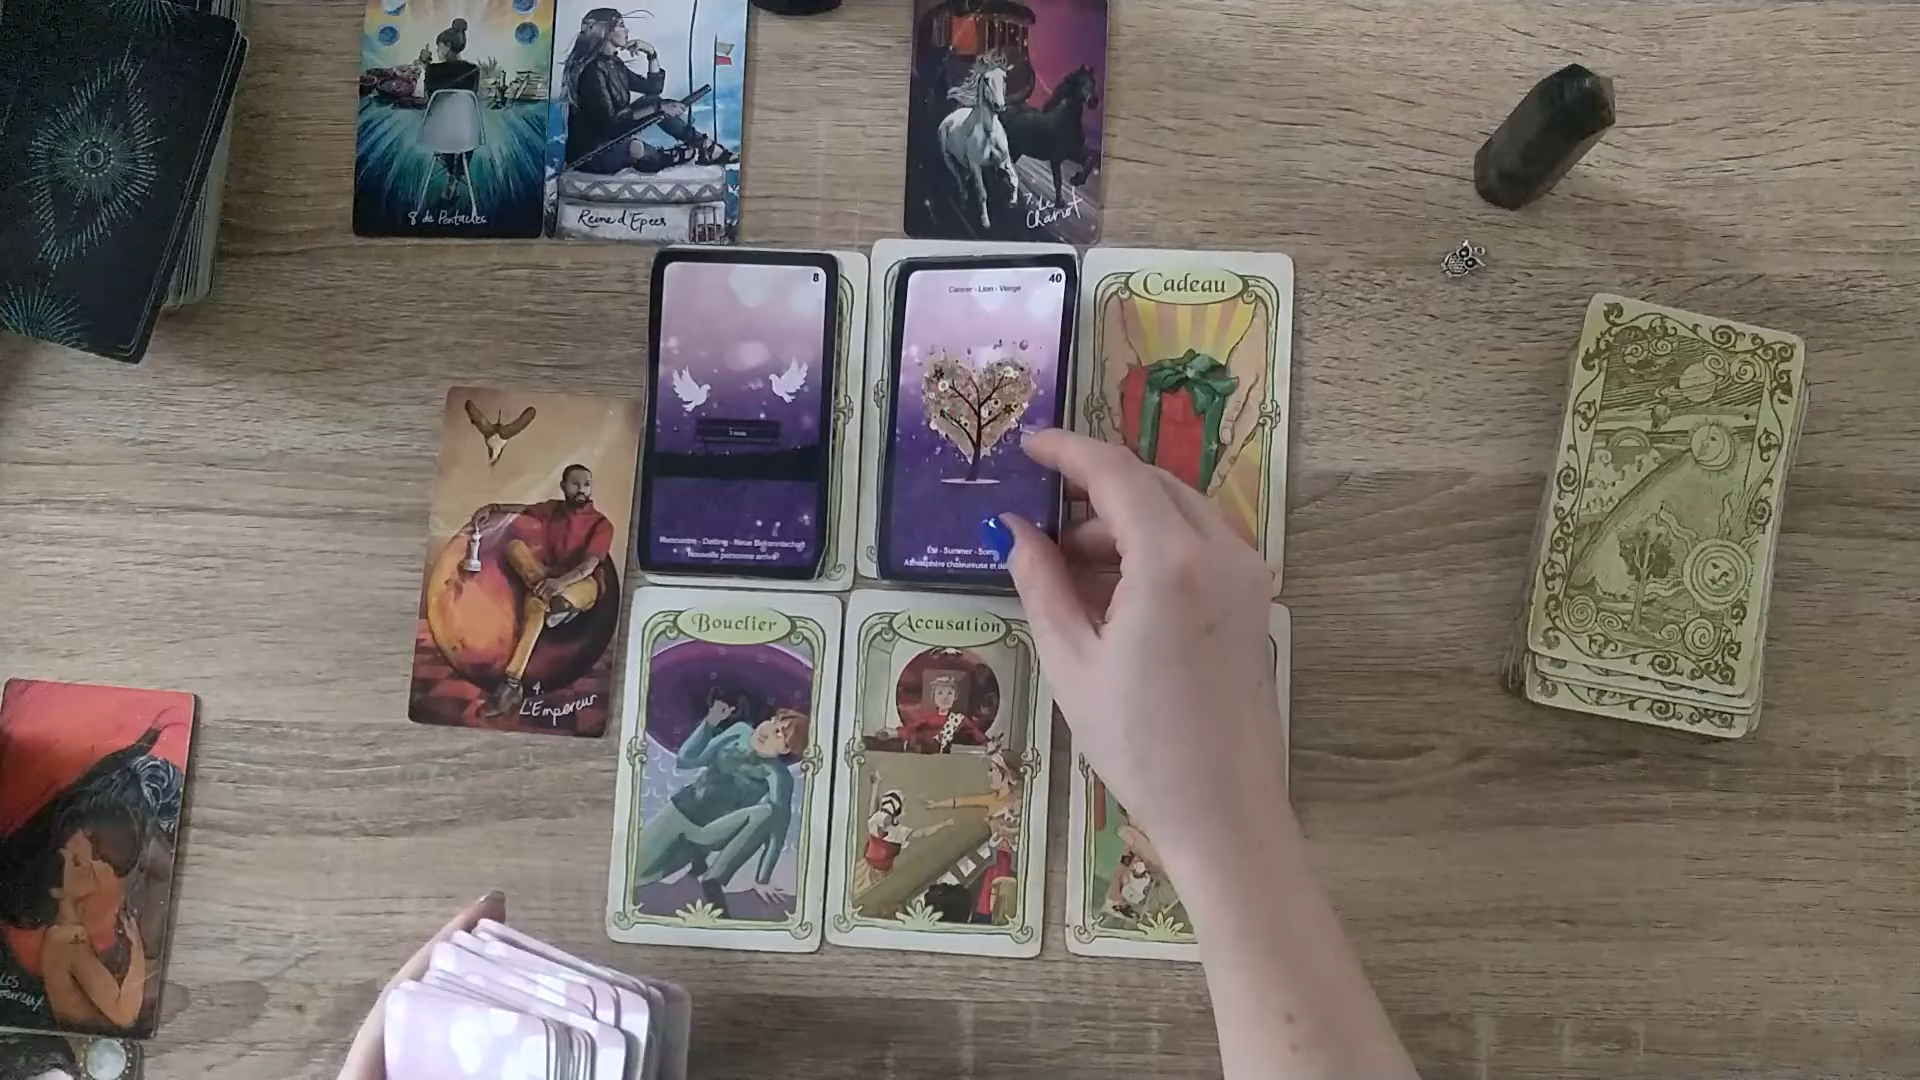 8 de Pentacles
Reine d'Epees
7. Le
Chariot
8
Rencontre - Dating - Neue Bekanntschaft
Nouvelle personne arrive
40
Cancer - Lion - Vierge
Été - Summer - Som
Atmosphère chaleureuse et
Cadeau
4.
L'Empereur
Bouclier
Accusation